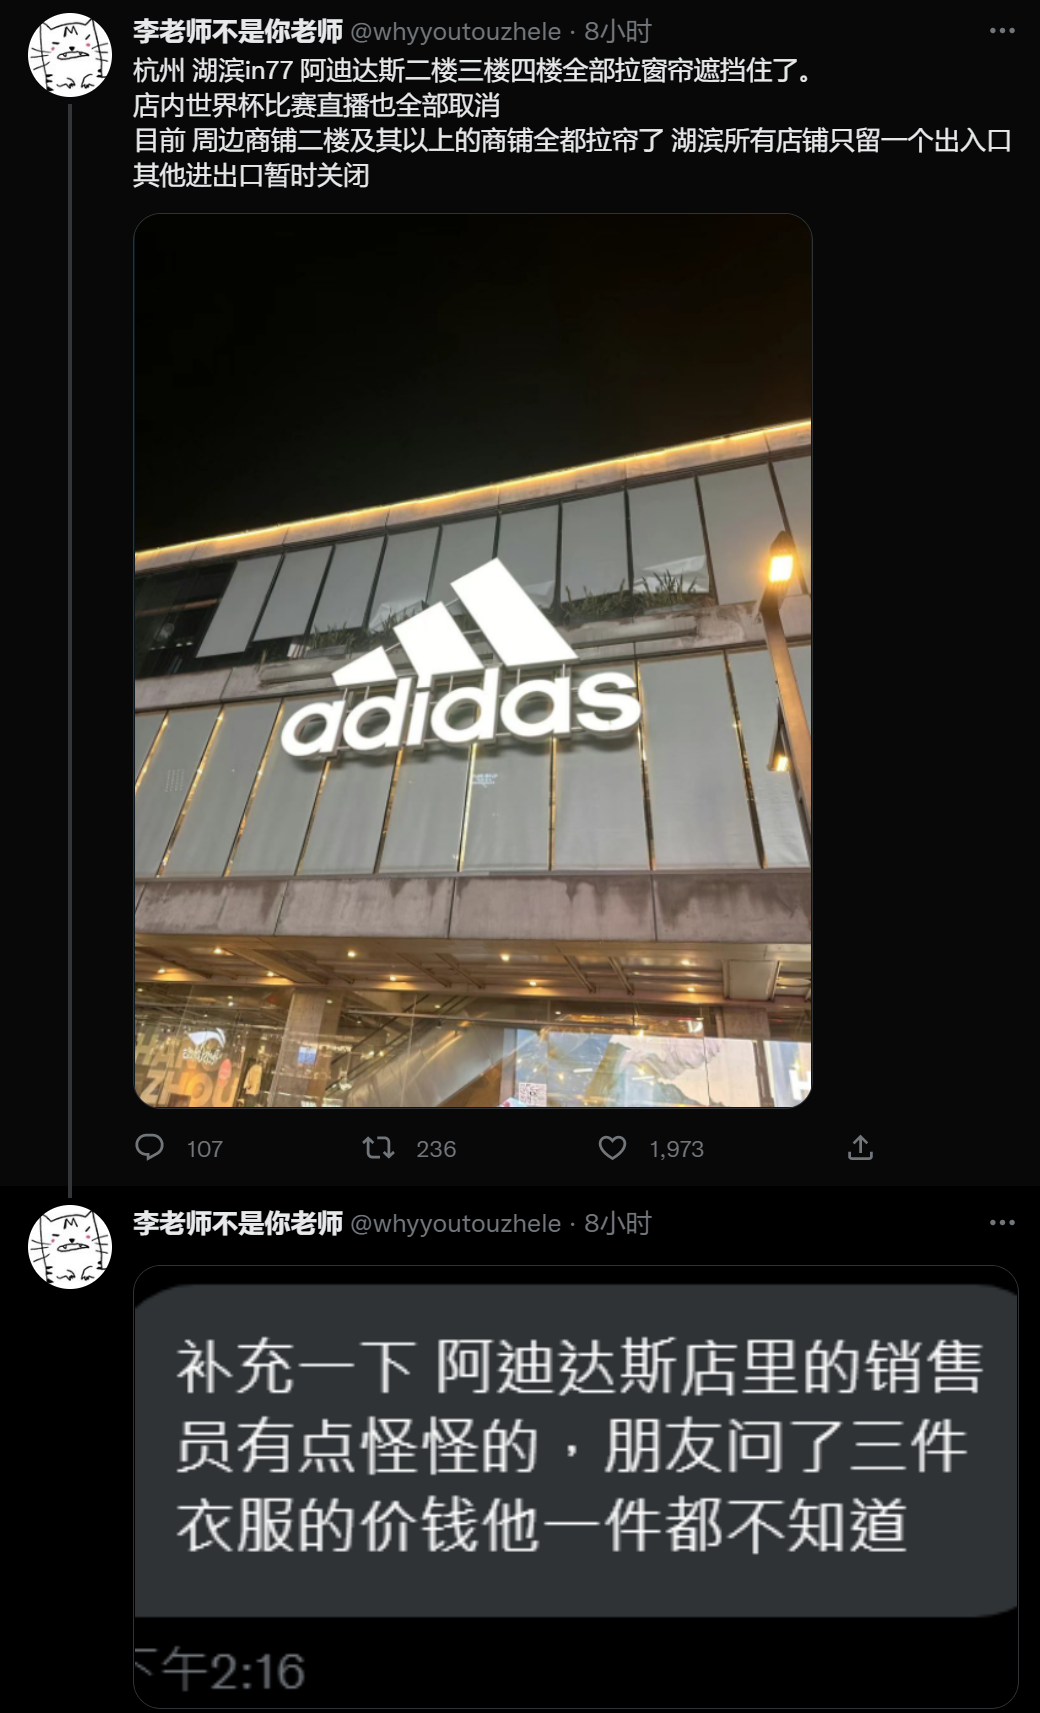 李老师不是你老师 @whyyoutouzhele · 8小时
杭州 湖滨in77 阿迪达斯二楼三楼四楼全部拉窗帘遮挡住了。
店内世界杯比赛直播也全部取消
目前 周边商铺二楼及其以上的商铺全都拉帘了 湖滨所有店铺只留一个出入口
其他进出口暂时关闭
adidas
107 236 1,973
李老师不是你老师 @whyyoutouzhele · 8小时
补充一下 阿迪达斯店里的销售
员有点怪怪的，朋友问了三件
衣服的价钱他一件都不知道
下午2:16